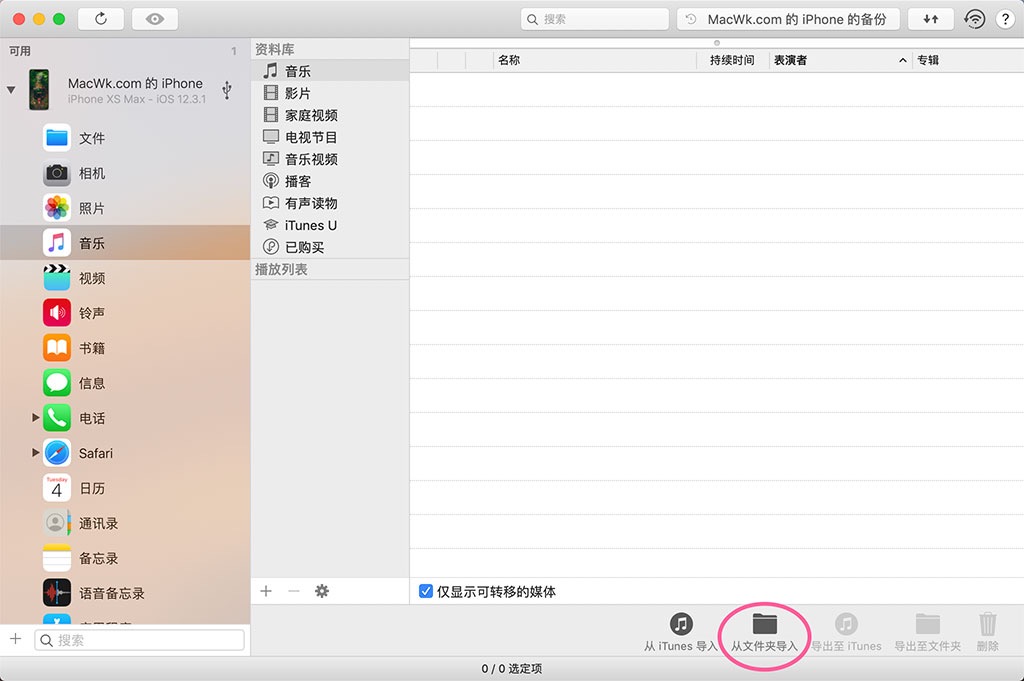 搜索
MacWk.com 的 iPhone 的备份
?
可用 1
MacWk.com 的 iPhone
iPhone XS Max - iOS 12.3.1
文件
相机
照片
音乐
视频
铃声
书籍
信息
电话
Safari
Tuesday
4
日历
通讯录
备忘录
语音备忘录
搜索
资料库
音乐
影片
家庭视频
电视节目
音乐视频
播客
有声读物
iTunes U
已购买
播放列表
名称 持续时间 表演者 专辑
仅显示可转移的媒体
从 iTunes 导入 从文件夹导入 导出至 iTunes 导出至文件夹 删除
0 / 0 选定项